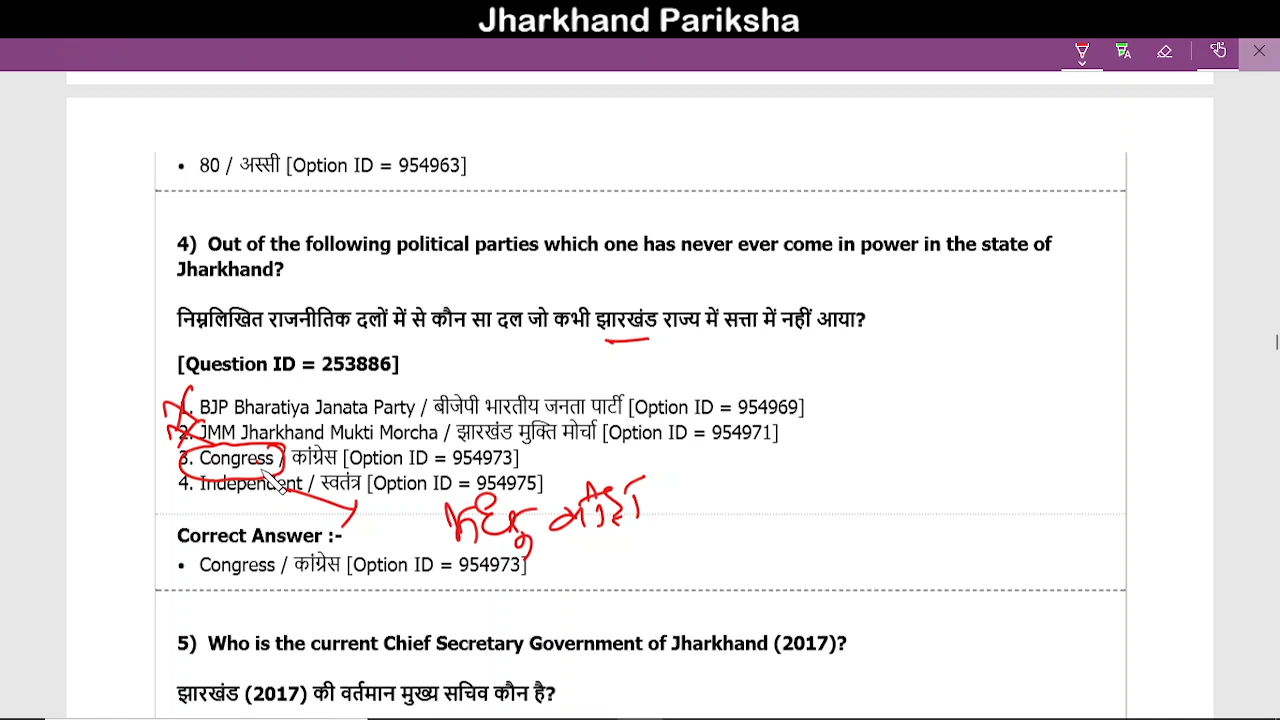 Jharkhand Pariksha
• 80 / अस्सी [Option ID = 954963]
4) Out of the following political parties which one has never ever come in power in the state of
Jharkhand?
निम्नलिखित राजनीतिक दलों में से कौन सा दल जो कभी झारखंड राज्य में सत्ता में नहीं आया?
[Question ID = 253886]
1. BJP Bharatiya Janata Party / बीजेपी भारतीय जनता पार्टी [Option ID = 954969]
2. JMM Jharkhand Mukti Morcha / झारखंड मुक्ति मोर्चा [Option ID = 954971]
3. Congress / कांग्रेस [Option ID = 954973]
4. Independent / स्वतंत्र [Option ID = 954975]
Correct Answer :-
• Congress / कांग्रेस [Option ID = 954973]
5) Who is the current Chief Secretary Government of Jharkhand (2017)?
झारखंड (2017) की वर्तमान मुख्य सचिव कौन है?